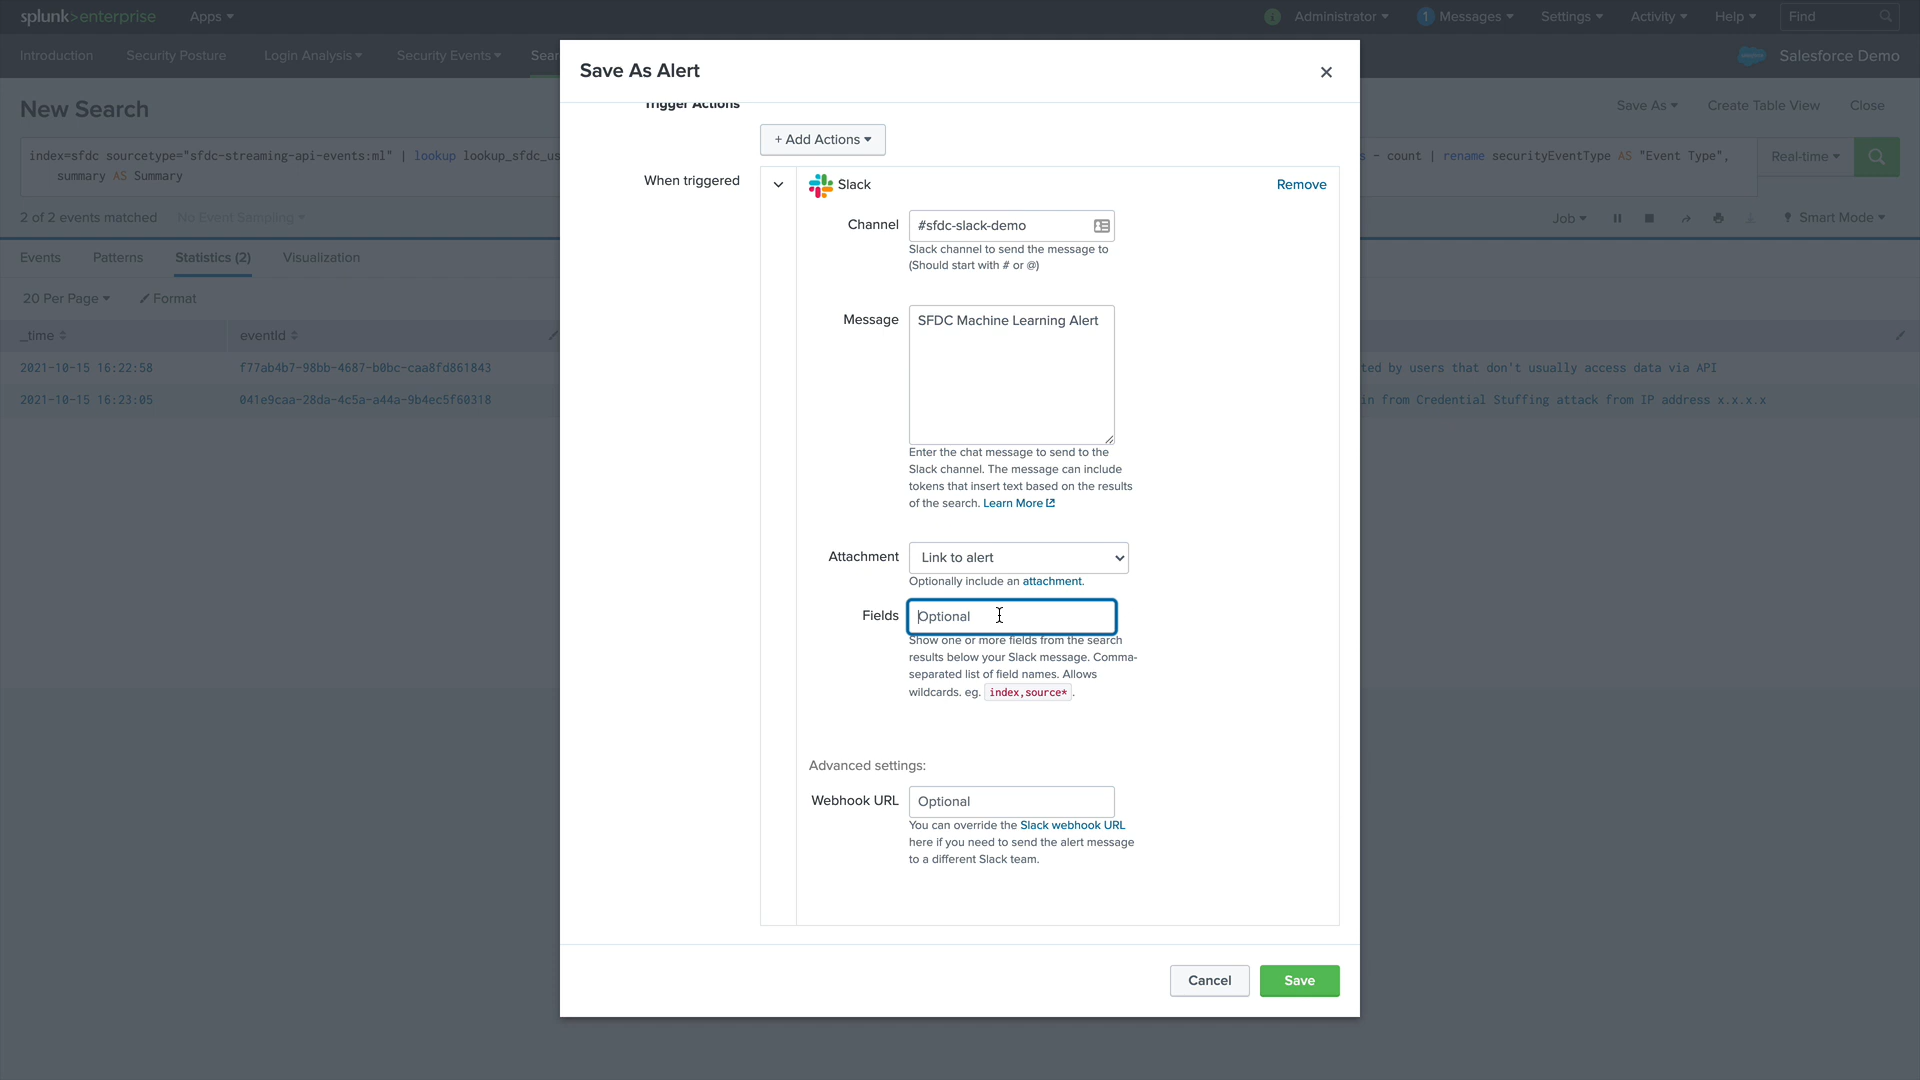 splunk>enterprise
Apps
i
Administrator
1
Messages
Settings
Activity
Help
Find
Introduction
Security Posture
Login Analysis
Security Events
Sear
Salesforce Demo
Save As Alert
New Search
Save As
Create Table View
Close
Trigger Actions
+ Add Actions
index=sfdc sourcetype="sfdc-streaming-api-events:ml" | lookup lookup_sfdc_us
s - count | rename securityEventType AS "Event Type",
summary AS Summary
Real-time
When triggered
Slack
Remove
2 of 2 events matched
No Event Sampling
Job
Smart Mode
Channel
#sfdc-slack-demo
Slack channel to send the message to
(Should start with # or @)
Events
Patterns
Statistics (2)
Visualization
20 Per Page
Format
Message
SFDC Machine Learning Alert
_time
eventId
2021-10-15 16:22:58
f77ab4b7-98bb-4687-b0bc-caa8fd861843
ted by users that don't usually access data via API
2021-10-15 16:23:05
041e9caa-28da-4c5a-a44a-9b4ec5f60318
in from Credential Stuffing attack from IP address x.x.x.x
Enter the chat message to send to the
Slack channel. The message can include
tokens that insert text based on the results
of the search. Learn More
Attachment
Link to alert
Optionally include an attachment.
Fields
Optional
Show one or more fields from the search
results below your Slack message. Comma-
separated list of field names. Allows
wildcards. eg. index,source* .
Advanced settings:
Webhook URL
Optional
You can override the Slack webhook URL
here if you need to send the alert message
to a different Slack team.
Cancel
Save